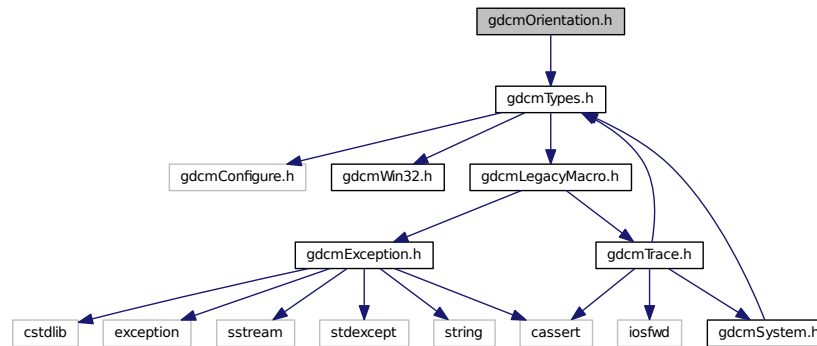 gdcmOrientation.h
gdcmTypes.h
gdcmConfigure.h
gdcmWin32.h
gdcmLegacyMacro.h
gdcmException.h
gdcmTrace.h
cstdlib
exception
sstream
stdexcept
string
cassert
iosfwd
gdcmSystem.h